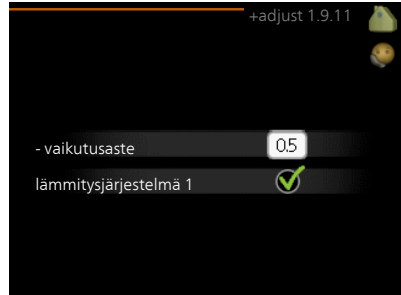 +adjust 1.9.11
- vaikutusaste 0.5
lämmitysjärjestelmä 1